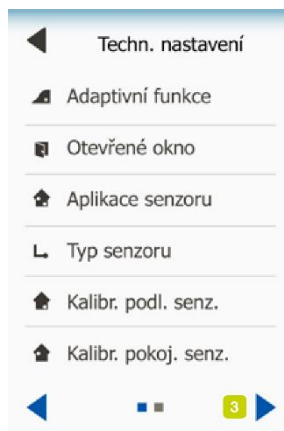 Techn. nastavení
Adaptivní funkce
Otevřené okno
Aplikace senzoru
Typ senzoru
Kalibr. podl. senz.
Kalibr. pokoj. senz.
3